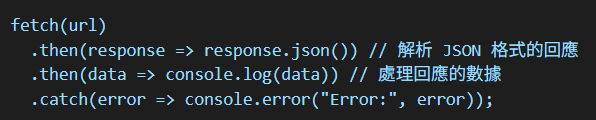 fetch(url)
  .then(response => response.json()) // 解析 JSON 格式的回應
  .then(data => console.log(data)) // 處理回應的數據
  .catch(error => console.error("Error:", error));